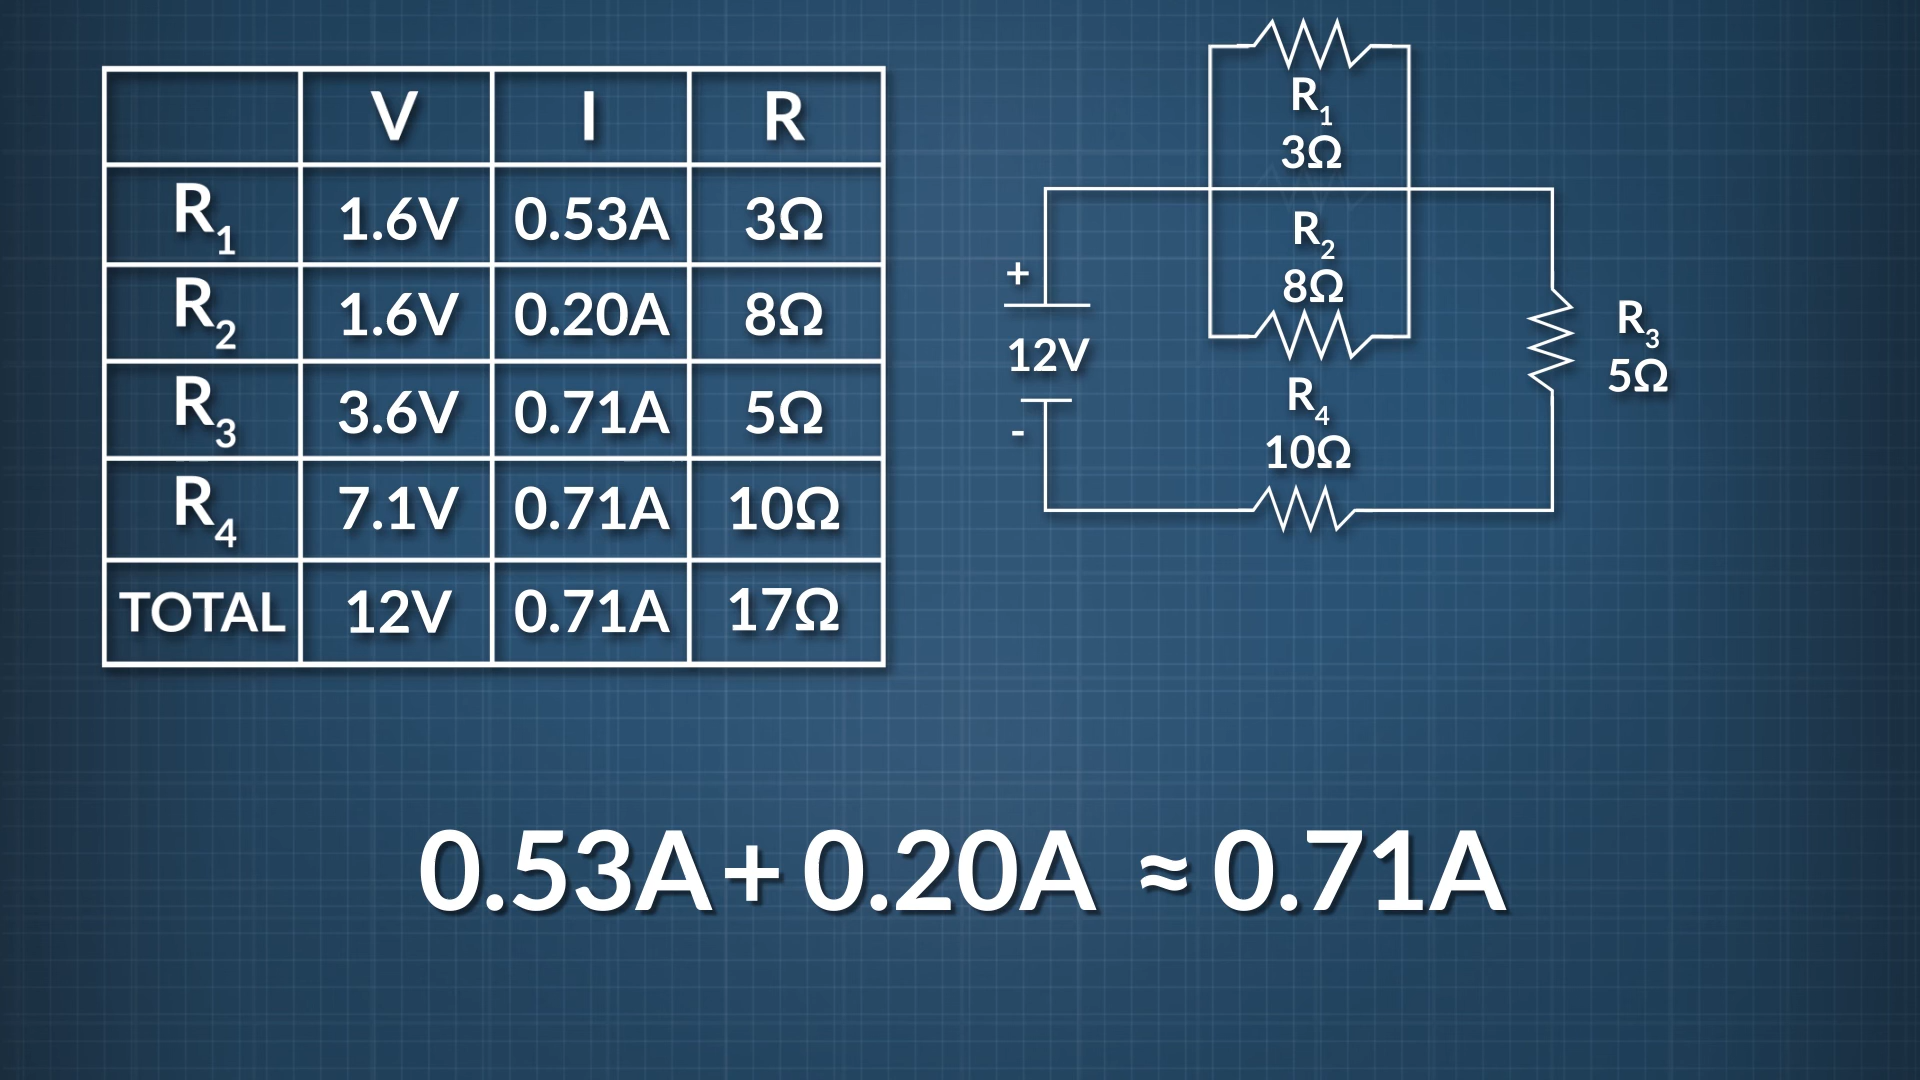 V I R
R₁ 1.6V 0.53A 3Ω
R₂ 1.6V 0.20A 8Ω
R₃ 3.6V 0.71A 5Ω
R₄ 7.1V 0.71A 10Ω
TOTAL 12V 0.71A 17Ω
R₁
3Ω
R₂
8Ω
+
12V
-
R₃
5Ω
R₄
10Ω
0.53A + 0.20A ≈ 0.71A